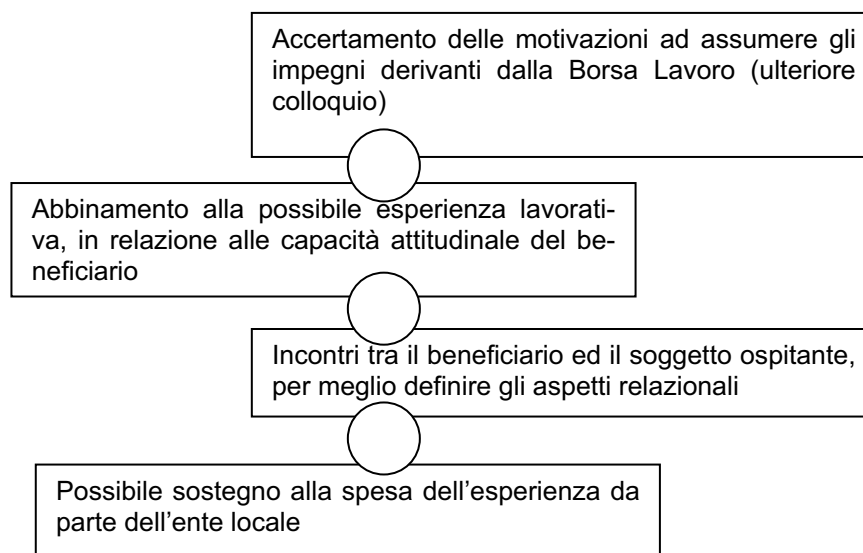 Accertamento delle motivazioni ad assumere gli
impegni derivanti dalla Borsa Lavoro (ulteriore
colloquio)
Abbinamento alla possibile esperienza lavorati-
va, in relazione alle capacità attitudinale del be-
neficiario
Incontri tra il beneficiario ed il soggetto ospitante,
per meglio definire gli aspetti relazionali
Possibile sostegno alla spesa dell’esperienza da
parte dell’ente locale